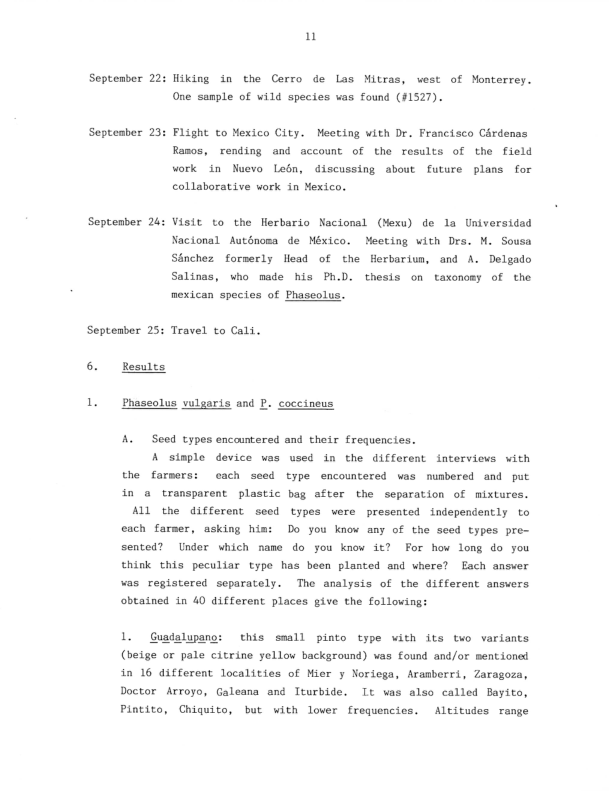 11
September 22: Hiking in the Cerro de Las Mitras, west of Monterrey.
One sample of wild species was found (#1527).
September 23: Flight to Mexico City. Meeting with Dr. Francisco Cárdenas
Ramos, rending and account of the results of the field
work in Nuevo León, discussing about future plans for
collaborative work in Mexico.
September 24: Visit to the Herbario Nacional (Mexu) de la Universidad
Nacional Autónoma de México. Meeting with Drs. M. Sousa
Sánchez formerly Head of the Herbarium, and A. Delgado
Salinas, who made his Ph.D. thesis on taxonomy of the
mexican species of Phaseolus.
September 25: Travel to Cali.
6. Results
1. Phaseolus vulgaris and P. coccineus
A. Seed types encountered and their frequencies.
A simple device was used in the different interviews with
the farmers: each seed type encountered was numbered and put
in a transparent plastic bag after the separation of mixtures.
All the different seed types were presented independently to
each farmer, asking him: Do you know any of the seed types pre-
sented? Under which name do you know it? For how long do you
think this peculiar type has been planted and where? Each answer
was registered separately. The analysis of the different answers
obtained in 40 different places give the following:
1. Guadalupano: this small pinto type with its two variants
(beige or pale citrine yellow background) was found and/or mentioned
in 16 different localities of Mier y Noriega, Aramberri, Zaragoza,
Doctor Arroyo, Galeana and Iturbide. It was also called Bayito,
Pintito, Chiquito, but with lower frequencies. Altitudes range